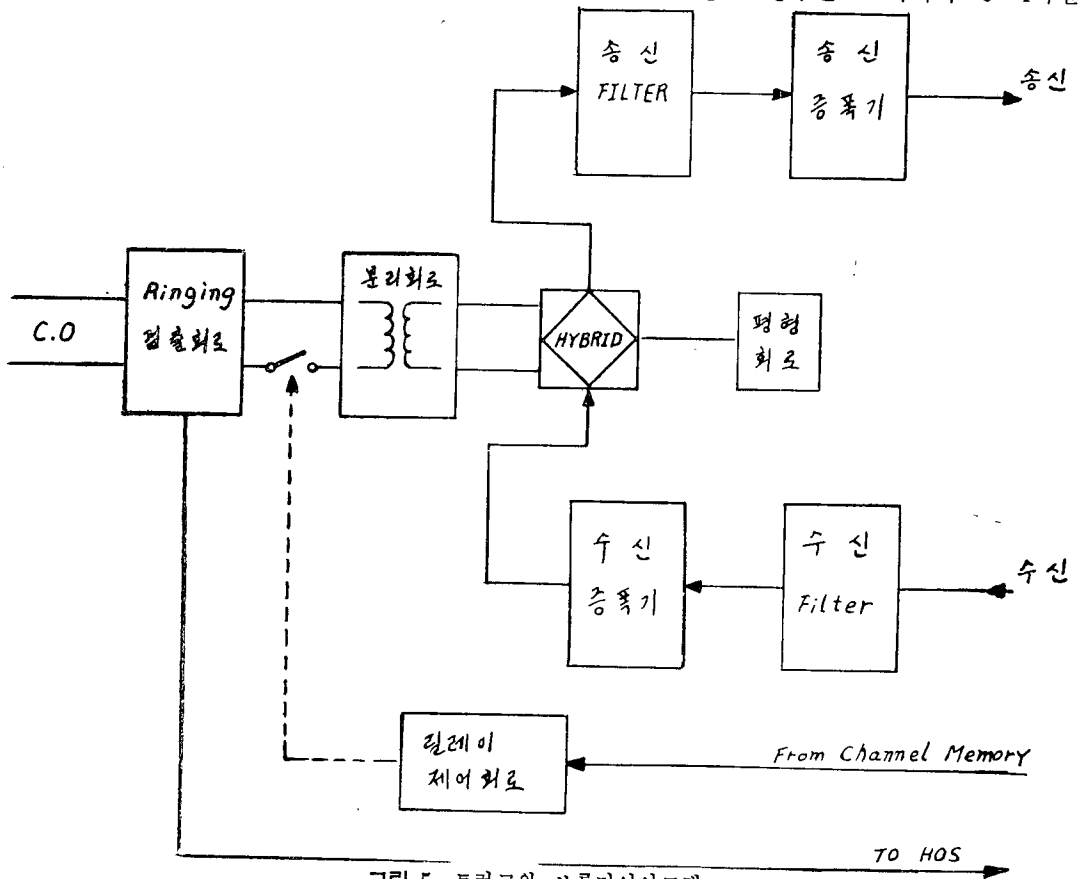 송 신
FILTER
송 신
증 폭 기
송신
C.O
Ringing
검출회로
분리회로
HYBRID
평 형
회 로
수 신
증 폭 기
수 신
Filter
수 신
릴레이
제어회로
From Channel Memory
TO HOS